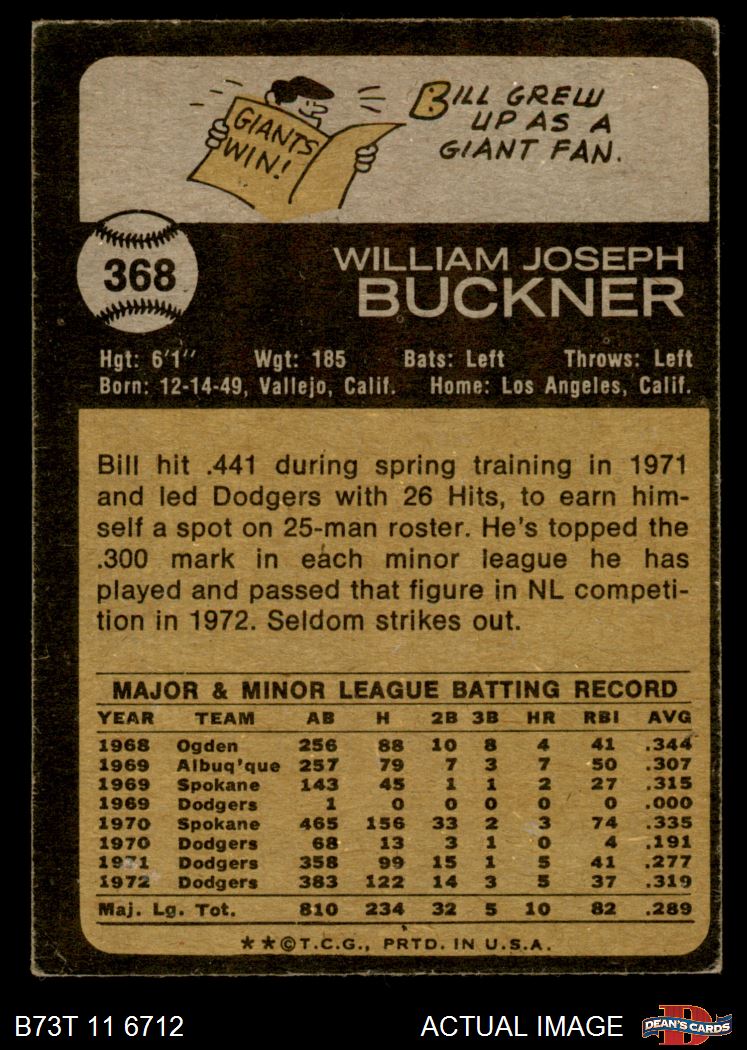 BILL GREW
UP AS A
GIANT FAN.
GIANTS
WIN!
368
WILLIAM JOSEPH
BUCKNER
Hgt: 6'1" Wgt: 185 Bats: Left Throws: Left
Born: 12-14-49, Vallejo, Calif. Home: Los Angeles, Calif.
Bill hit .441 during spring training in 1971
and led Dodgers with 26 Hits, to earn him-
self a spot on 25-man roster. He's topped the
.300 mark in each minor league he has
played and passed that figure in NL competi-
tion in 1972. Seldom strikes out.
MAJOR & MINOR LEAGUE BATTING RECORD
YEAR TEAM AB H 2B 3B HR RBI AVG
1968 Ogden 256 88 10 8 4 41 .344
1969 Albuq'que 257 79 7 3 7 50 .307
1969 Spokane 143 45 1 1 2 27 .315
1969 Dodgers 1 0 0 0 0 0 .000
1970 Spokane 465 156 33 2 3 74 .335
1970 Dodgers 68 13 3 1 0 4 .191
1971 Dodgers 358 99 15 1 5 41 .277
1972 Dodgers 383 122 14 3 5 37 .319
Maj. Lg. Tot. 810 234 32 5 10 82 .289
**©T.C.G., PRTD. IN U.S.A.
B73T 11 6712 ACTUAL IMAGE
D
DEAN'S CARDS